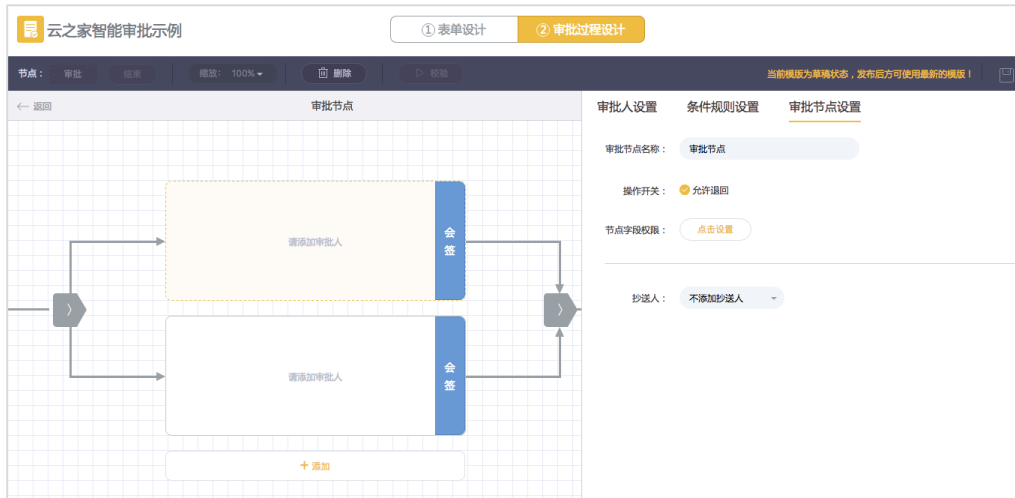 云之家智能审批示例
① 表单设计
② 审批过程设计
节点：
审批
结束
缩放： 100%
删除
校验
当前模版为草稿状态，发布后方可使用最新的模版！
返回
审批节点
审批人设置
条件规则设置
审批节点设置
审批节点名称：
审批节点
操作开关：
允许退回
请添加审批人
会
签
节点字段权限：
点击设置
抄送人：
不添加抄送人
请添加审批人
会
签
+ 添加